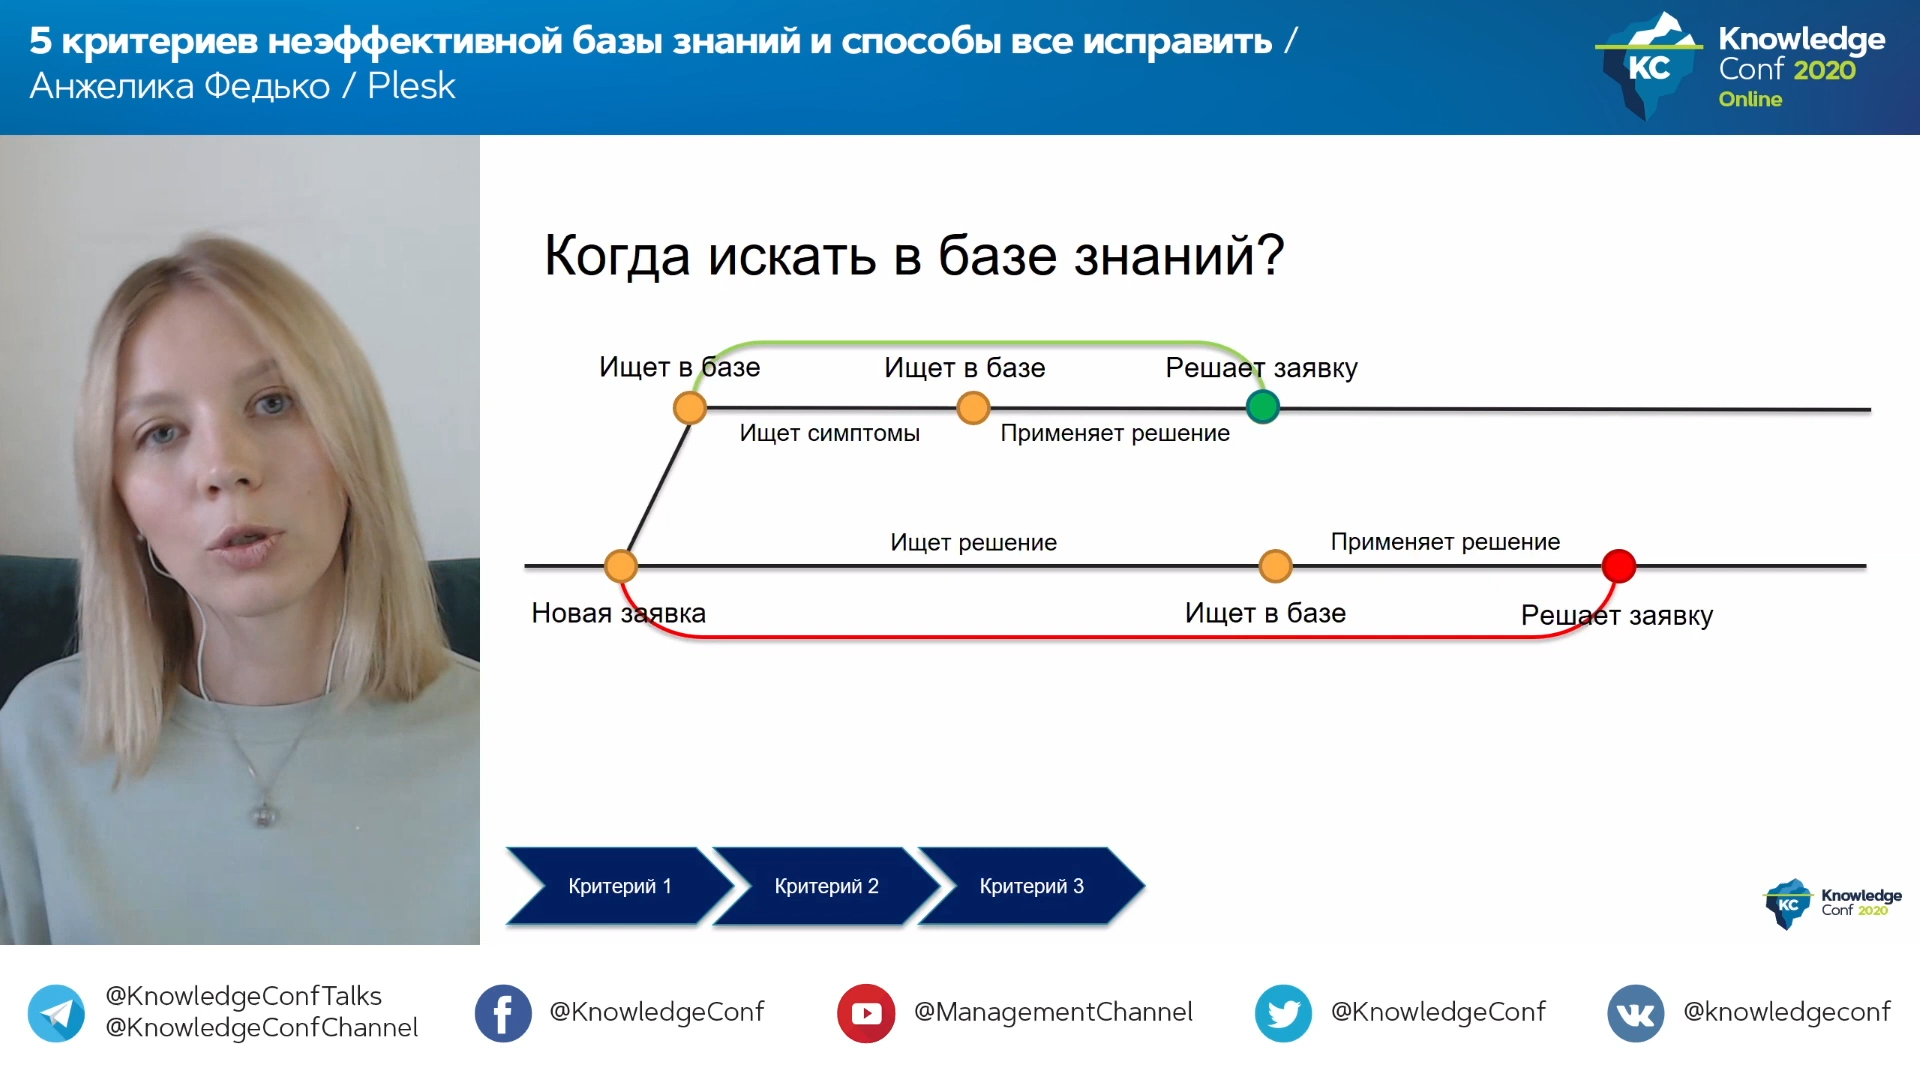 5 критериев неэффективной базы знаний и способы все исправить /
Анжелика Федько / Plesk
KC
Knowledge
Conf 2020
Online
Когда искать в базе знаний?
Ищет в базе
Ищет в базе
Решает заявку
Ищет симптомы
Применяет решение
Ищет решение
Применяет решение
Новая заявка
Ищет в базе
Решает заявку
Критерий 1
Критерий 2
Критерий 3
KC
Knowledge
Conf 2020
@KnowledgeConfTalks
@KnowledgeConfChannel
@KnowledgeConf
@ManagementChannel
@KnowledgeConf
@knowledgeconf